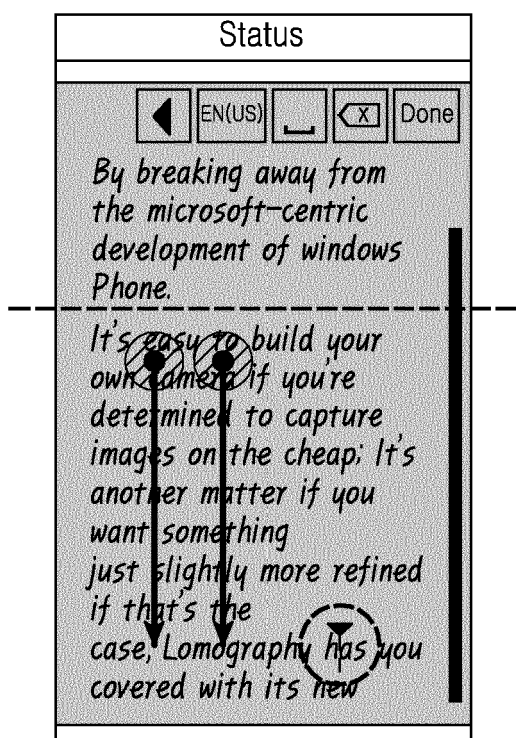 Status
EN(US) X Done
By breaking away from
the microsoft-centric
development of windows
Phone.
It's easy to build your
own camera if you're
determined to capture
images on the cheap; It's
another matter if you
want something
just slightly more refined
if that's the
case, Lomography has you
covered with its new